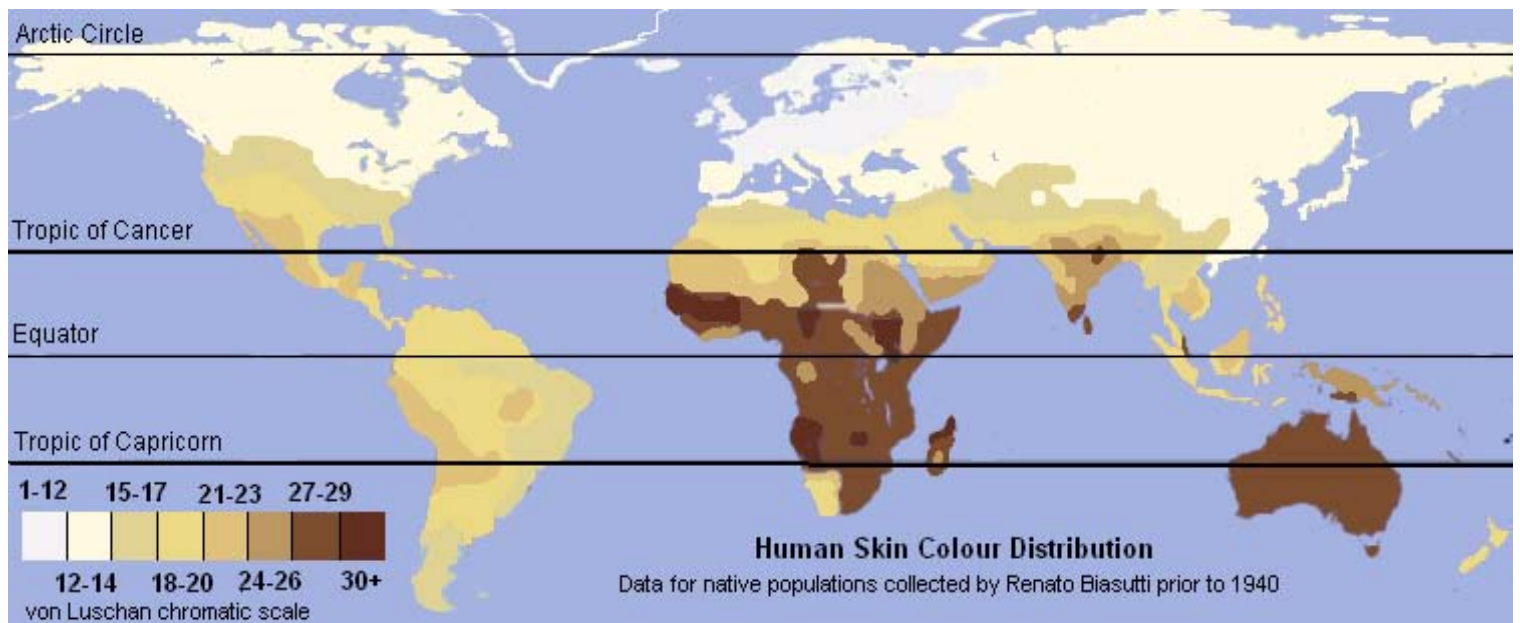 Arctic Circle
Tropic of Cancer
Equator
Tropic of Capricorn
1-12 15-17 21-23 27-29
12-14 18-20 24-26 30+
von Luschan chromatic scale
Human Skin Colour Distribution
Data for native populations collected by Renato Biasutti prior to 1940